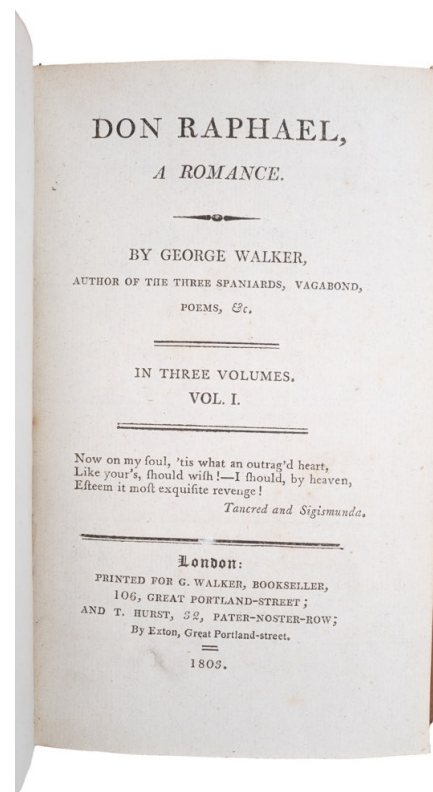 DON RAPHAEL,
A ROMANCE.
BY GEORGE WALKER,
AUTHOR OF THE THREE SPANIARDS, VAGABOND,
POEMS, &c.
IN THREE VOLUMES.
VOL. I.
Now on my ſoul, 'tis what an outrag'd heart,
Like your's, ſhould wiſh!—I ſhould, by heaven,
Eſteem it moſt exquiſite revenge!
Tancred and Sigismunda.
London:
PRINTED FOR G. WALKER, BOOKSELLER,
106, GREAT PORTLAND-STREET;
AND T. HURST, 32, PATER-NOSTER-ROW;
By Exton, Great Portland-street.
1803.